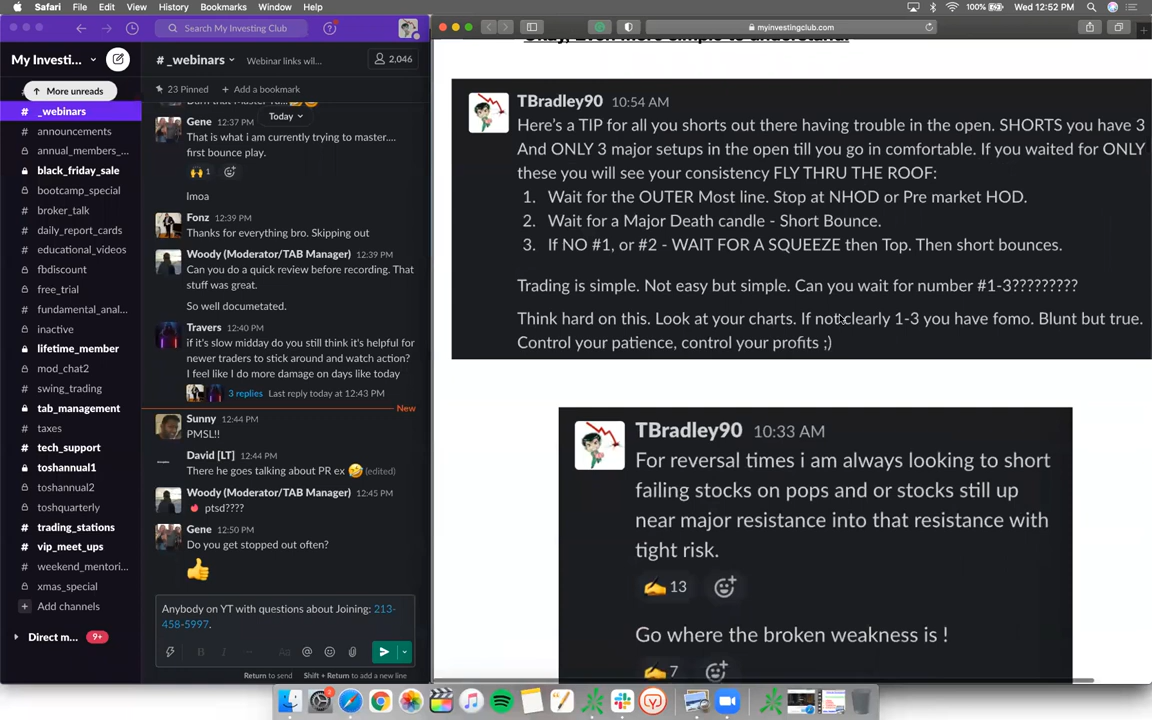 Safari File Edit View History Bookmarks Window Help
100% Wed 12:52 PM
Search My Investing Club
My Investi...
More unreads
# _webinars
# announcements
annual_members_...
black_friday_sale
bootcamp_special
# broker_talk
# daily_report_cards
# educational_videos
fbdiscount
# free_trial
# fundamental_anal...
# inactive
lifetime_member
mod_chat2
# swing_trading
tab_management
# taxes
# tech_support
toshannual1
toshannual2
toshquarterly
# trading_stations
# vip_meet_ups
# weekend_mentori...
xmas_special
+ Add channels
Direct m... 9+
# _webinars
Webinar links wil...
2,046
23 Pinned + Add a bookmark
Today
Gene 12:37 PM
That is what i am currently trying to master....
first bounce play.
1
lmoa
Fonz 12:39 PM
Thanks for everything bro. Skipping out
Woody (Moderator/TAB Manager) 12:39 PM
Can you do a quick review before recording. That
stuff was great.
So well documetated.
Travers 12:40 PM
if it's slow midday do you still think it's helpful for
newer traders to stick around and watch action?
I feel like I do more damage on days like today
3 replies Last reply today at 12:43 PM
New
Sunny 12:44 PM
PMSL!!
David [LT] 12:44 PM
There he goes talking about PR ex (edited)
Woody (Moderator/TAB Manager) 12:45 PM
ptsd????
Gene 12:50 PM
Do you get stopped out often?
Anybody on YT with questions about Joining: 213-
458-5997.
Return to send Shift + Return to add a new line
myinvestingclub.com
TBradley90 10:54 AM
Here's a TIP for all you shorts out there having trouble in the open. SHORTS you have 3
And ONLY 3 major setups in the open till you go in comfortable. If you waited for ONLY
these you will see your consistency FLY THRU THE ROOF:
1. Wait for the OUTER Most line. Stop at NHOD or Pre market HOD.
2. Wait for a Major Death candle - Short Bounce.
3. If NO #1, or #2 - WAIT FOR A SQUEEZE then Top. Then short bounces.
Trading is simple. Not easy but simple. Can you wait for number #1-3?????????
Think hard on this. Look at your charts. If not clearly 1-3 you have fomo. Blunt but true.
Control your patience, control your profits ;)
TBradley90 10:33 AM
For reversal times i am always looking to short
failing stocks on pops and or stocks still up
near major resistance into that resistance with
tight risk.
13
Go where the broken weakness is !
7